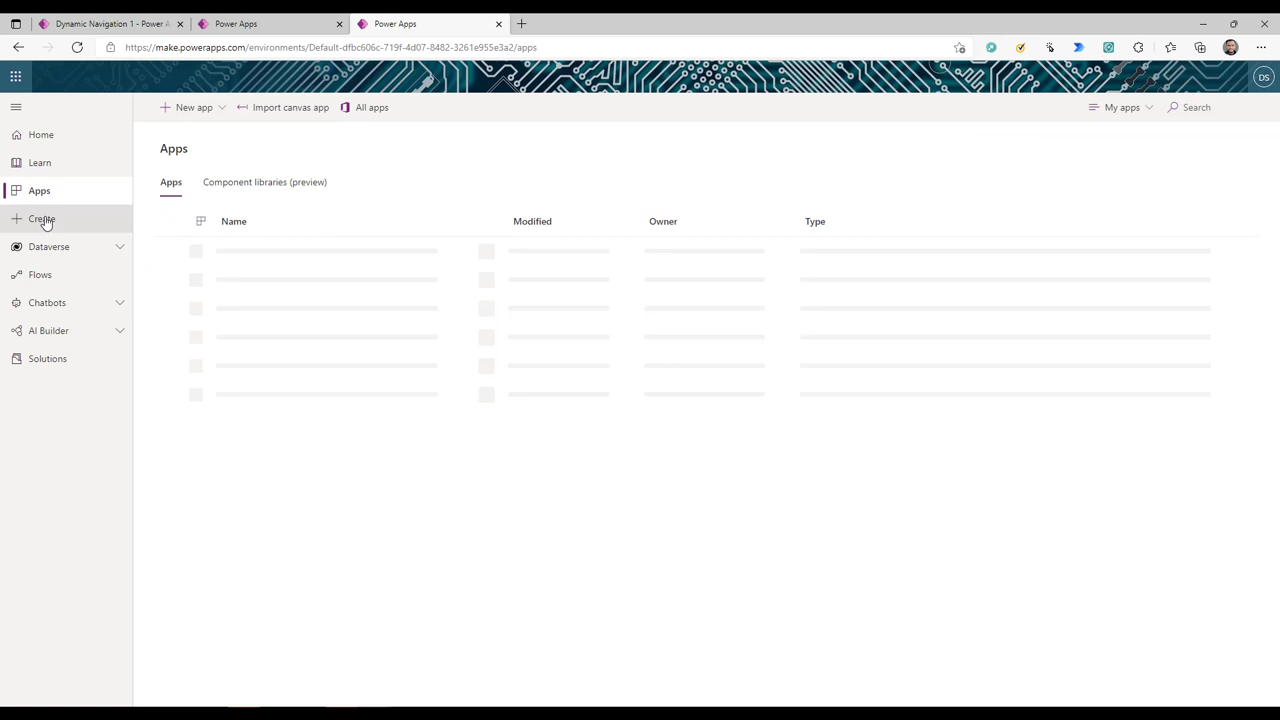 Dynamic Navigation 1 - Power A
Power Apps
Power Apps
https://make.powerapps.com/environments/Default-dfbc606c-719f-4d07-8482-3261e955e3a2/apps
DS
New app
Import canvas app
All apps
My apps
Search
Home
Learn
Apps
Create
Dataverse
Flows
Chatbots
AI Builder
Solutions
Apps
Apps
Component libraries (preview)
Name
Modified
Owner
Type